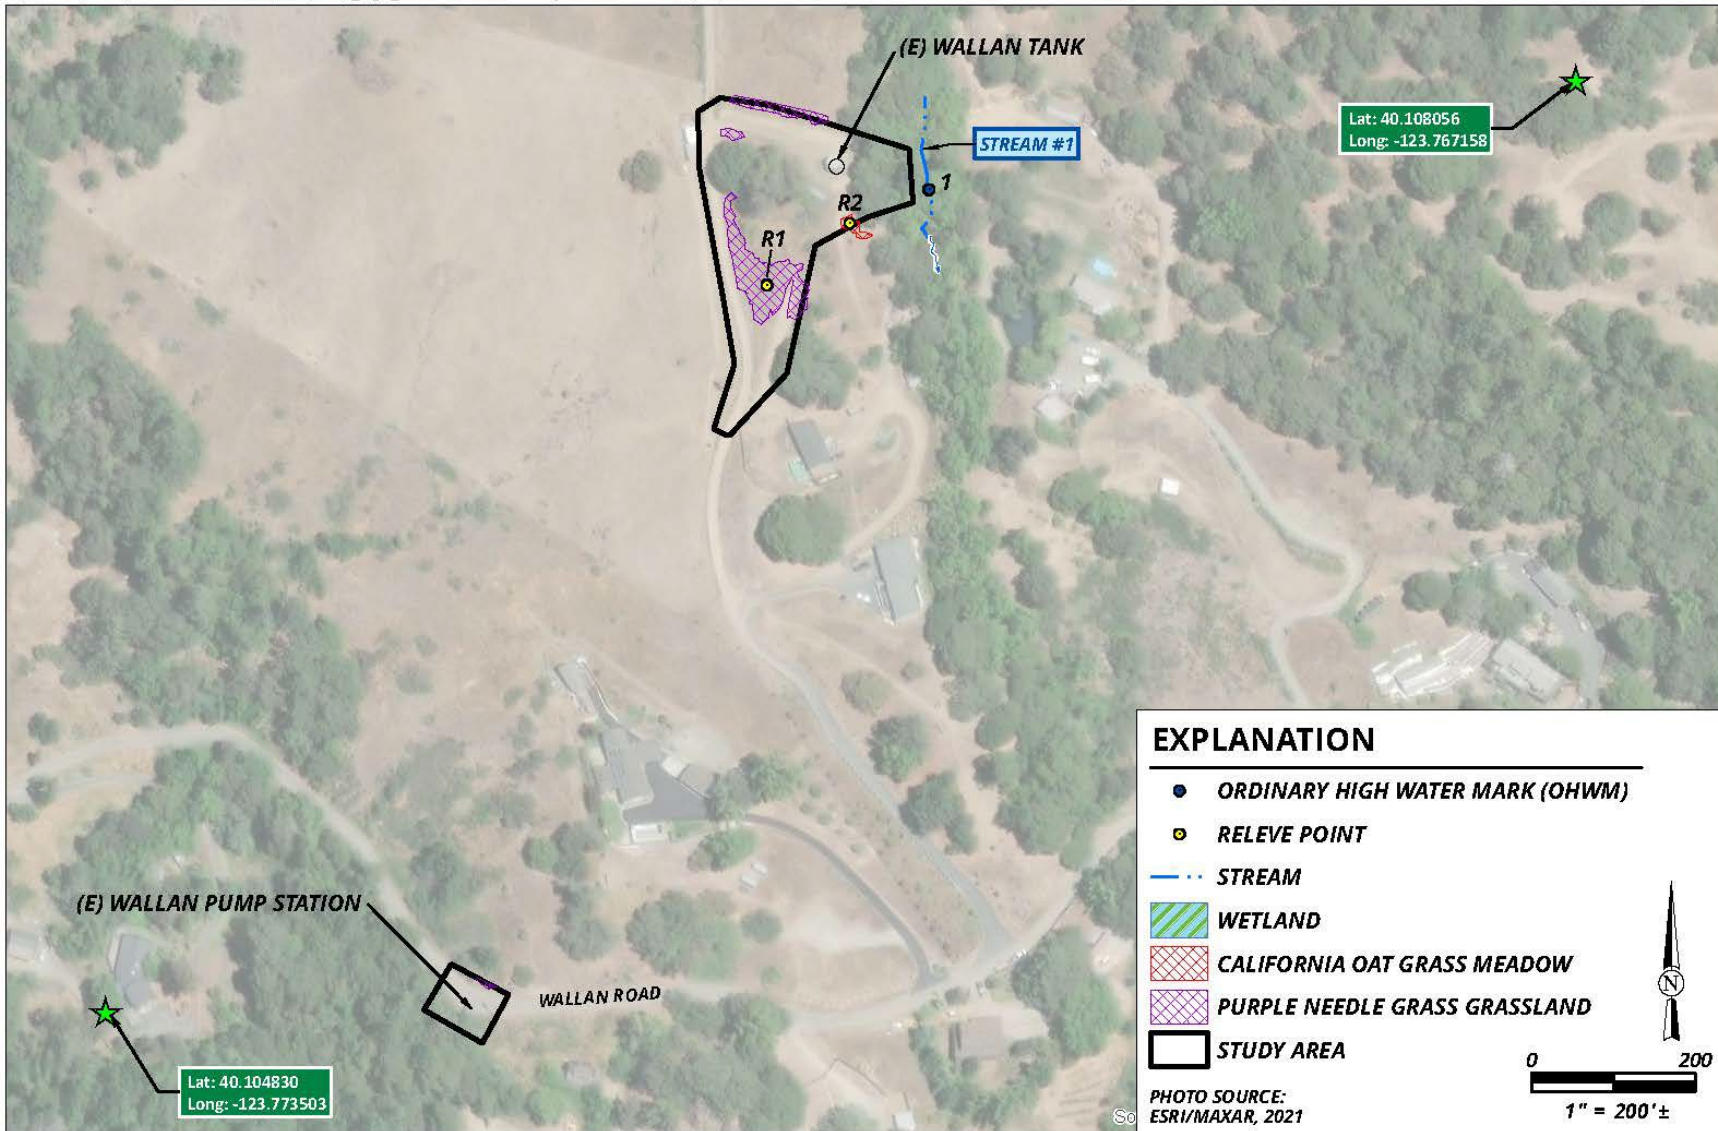 (E) WALLAN TANK
Lat: 40.108056
Long: -123.767158
STREAM #1
1
R2
R1
EXPLANATION
ORDINARY HIGH WATER MARK (OHWM)
RELEVE POINT
STREAM
WETLAND
CALIFORNIA OAT GRASS MEADOW
PURPLE NEEDLE GRASS GRASSLAND
STUDY AREA
PHOTO SOURCE:
ESRI/MAXAR, 2021
N
0 200
1" = 200'±
(E) WALLAN PUMP STATION
WALLAN ROAD
Lat: 40.104830
Long: -123.773503
So